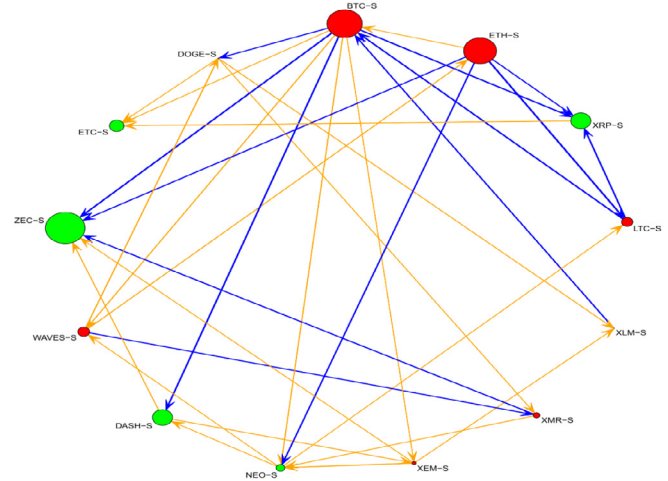 BTC-S
ETH-S
DOGE-S
ETC-S
XRP-S
ZEC-S
LTC-S
WAVES-S
XLM-S
DASH-S
XMR-S
NEO-S
XEM-S